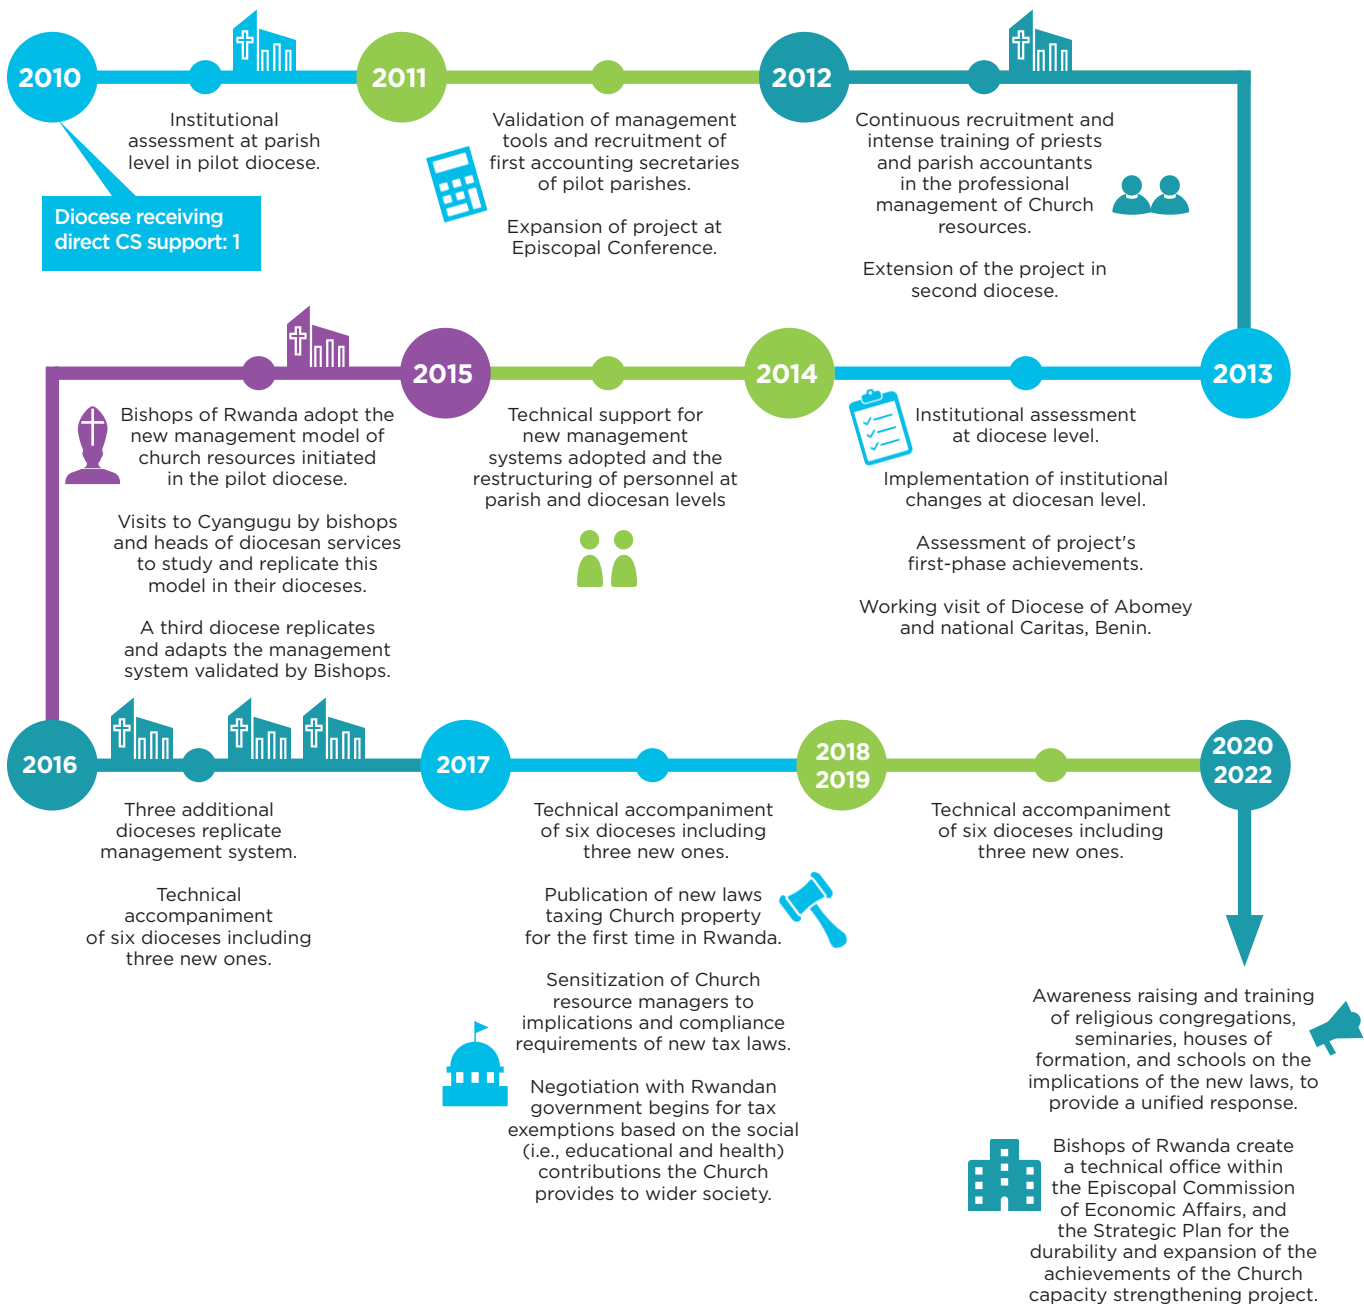 2010
Institutional
assessment at parish
level in pilot diocese.
Diocese receiving
direct CS support: 1
2011
Validation of management
tools and recruitment of
first accounting secretaries
of pilot parishes.
Expansion of project at
Episcopal Conference.
2012
Continuous recruitment and
intense training of priests
and parish accountants
in the professional
management of Church
resources.
Extension of the project in
second diocese.
2013
Institutional assessment
at diocese level.
Implementation of institutional
changes at diocesan level.
Assessment of project's
first-phase achievements.
Working visit of Diocese of Abomey
and national Caritas, Benin.
2014
Technical support for
new management
systems adopted and the
restructuring of personnel at
parish and diocesan levels
2015
Bishops of Rwanda adopt the
new management model of
church resources initiated
in the pilot diocese.
Visits to Cyangugu by bishops
and heads of diocesan services
to study and replicate this
model in their dioceses.
A third diocese replicates
and adapts the management
system validated by Bishops.
2016
Three additional
dioceses replicate
management system.
Technical
accompaniment
of six dioceses including
three new ones.
2017
Technical accompaniment
of six dioceses including
three new ones.
Publication of new laws
taxing Church property
for the first time in Rwanda.
Sensitization of Church
resource managers to
implications and compliance
requirements of new tax laws.
Negotiation with Rwandan
government begins for tax
exemptions based on the social
(i.e., educational and health)
contributions the Church
provides to wider society.
2018
2019
Technical accompaniment
of six dioceses including
three new ones.
2020
2022
Awareness raising and training
of religious congregations,
seminaries, houses of
formation, and schools on the
implications of the new laws, to
provide a unified response.
Bishops of Rwanda create
a technical office within
the Episcopal Commission
of Economic Affairs, and
the Strategic Plan for the
durability and expansion of the
achievements of the Church
capacity strengthening project.